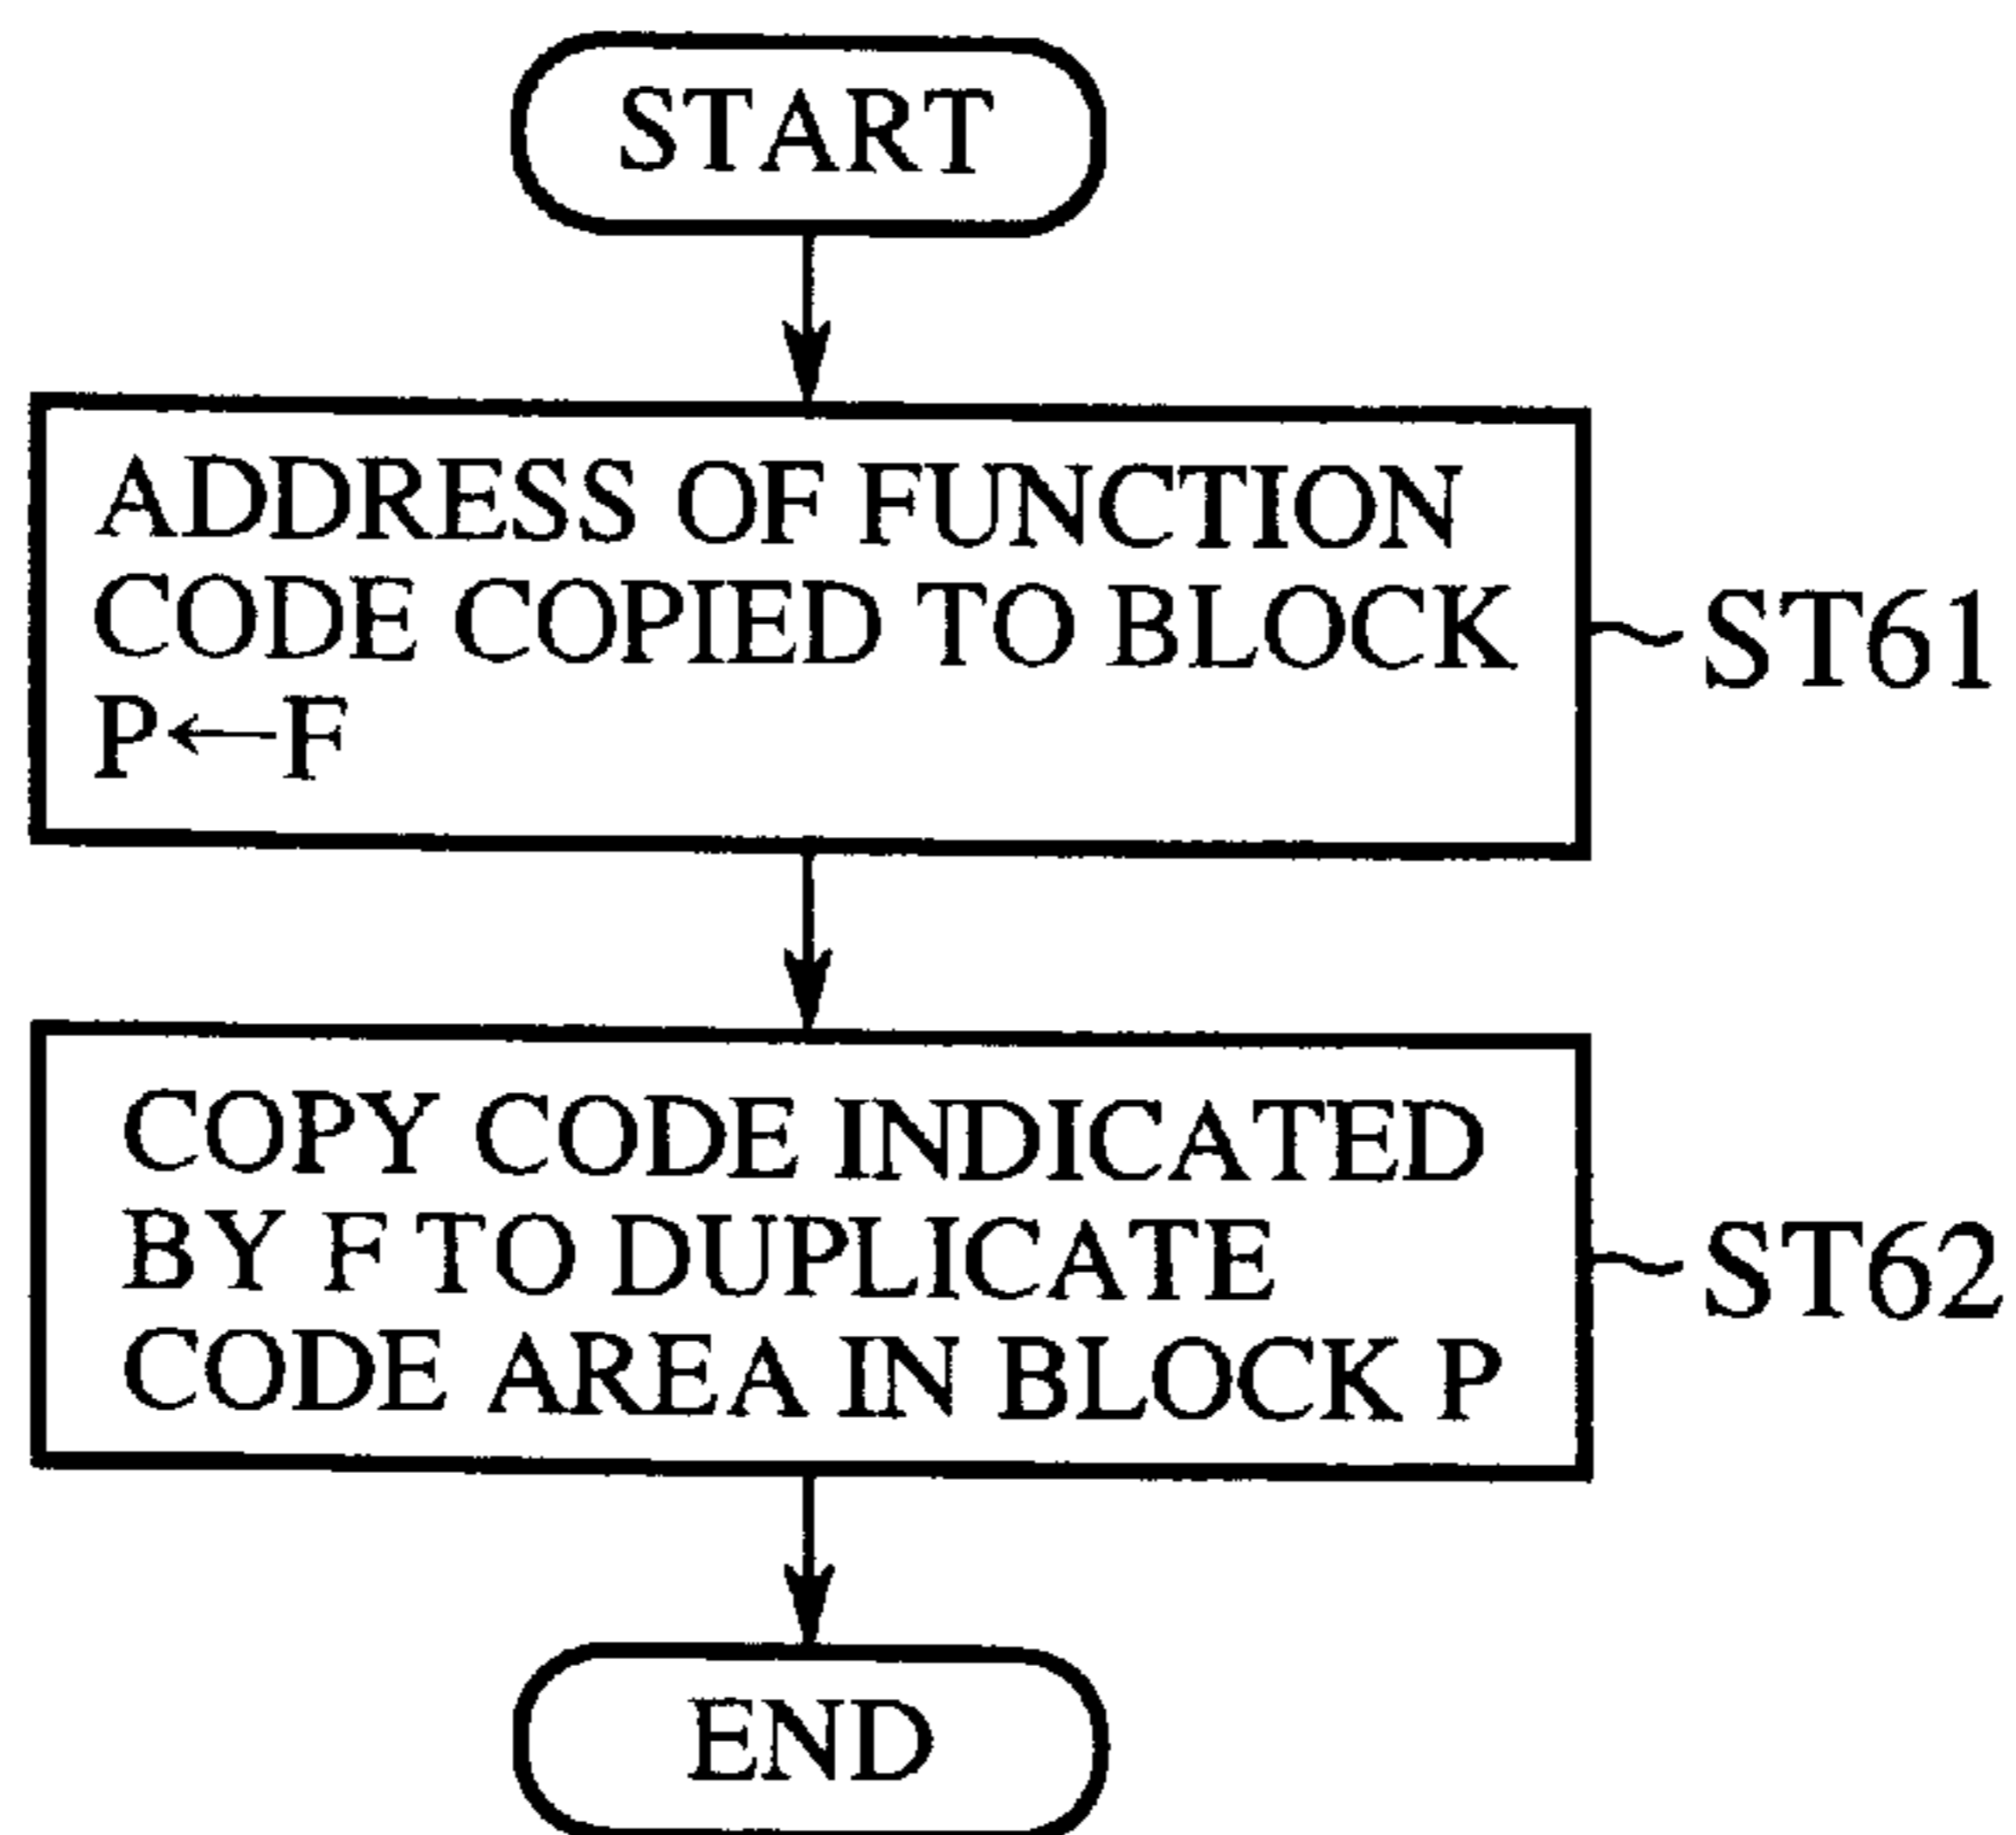 START
ADDRESS OF FUNCTION
CODE COPIED TO BLOCK
P←F
ST61
COPY CODE INDICATED
BY F TO DUPLICATE
CODE AREA IN BLOCK P
ST62
END